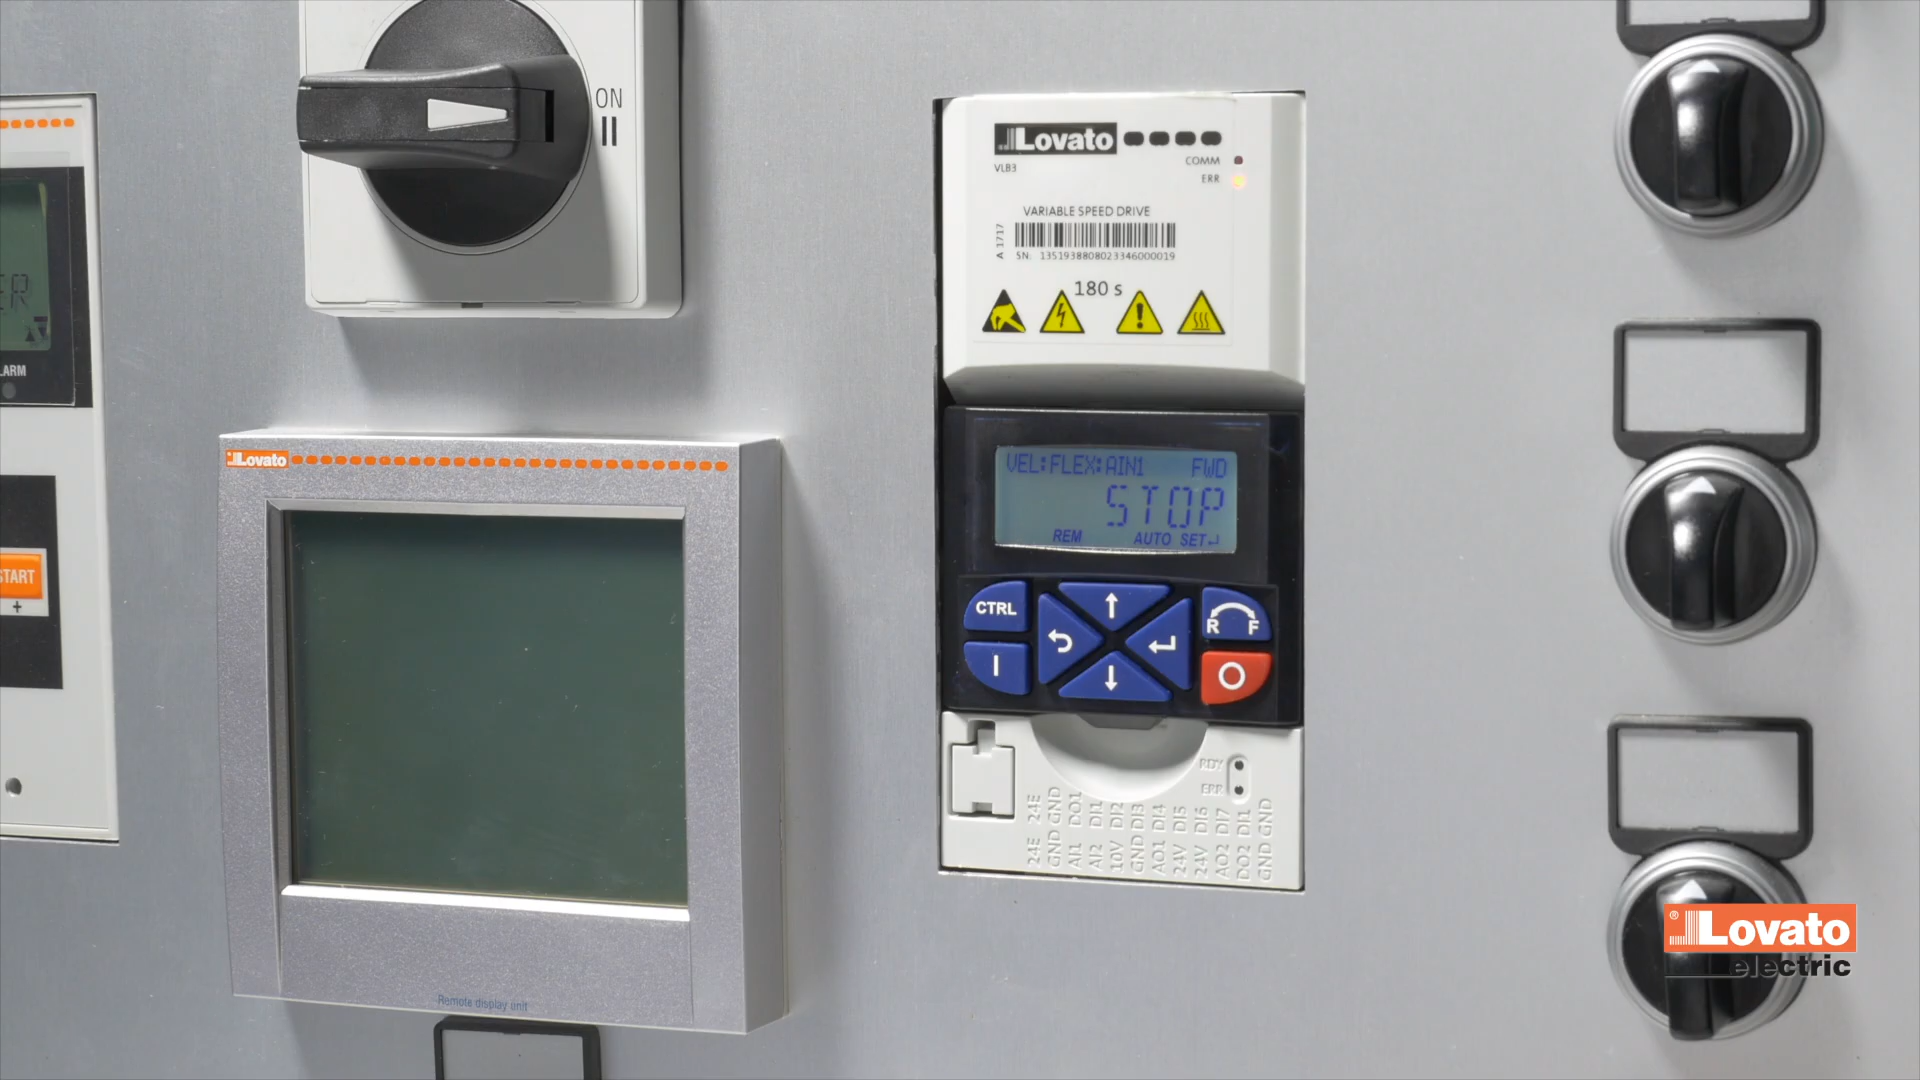 ON
II
Lovato
VLB3
COMM
ERR
VARIABLE SPEED DRIVE
A 1717
SN: 1351938808023346000019
180 s
LARM
START
+
Lovato
Remote display unit
VEL:FLEX:AIN1 FWD
STOP
REM AUTO SET
CTRL
R F
I
O
RDY
ERR
24E 24E
GND GND
AI1 DO1
AI2 DI1
10V DI2
GND DI3
AO1 DI4
24V DI5
24V DI6
AO2 DI7
DO2 DI1
GND GND
Lovato
electric